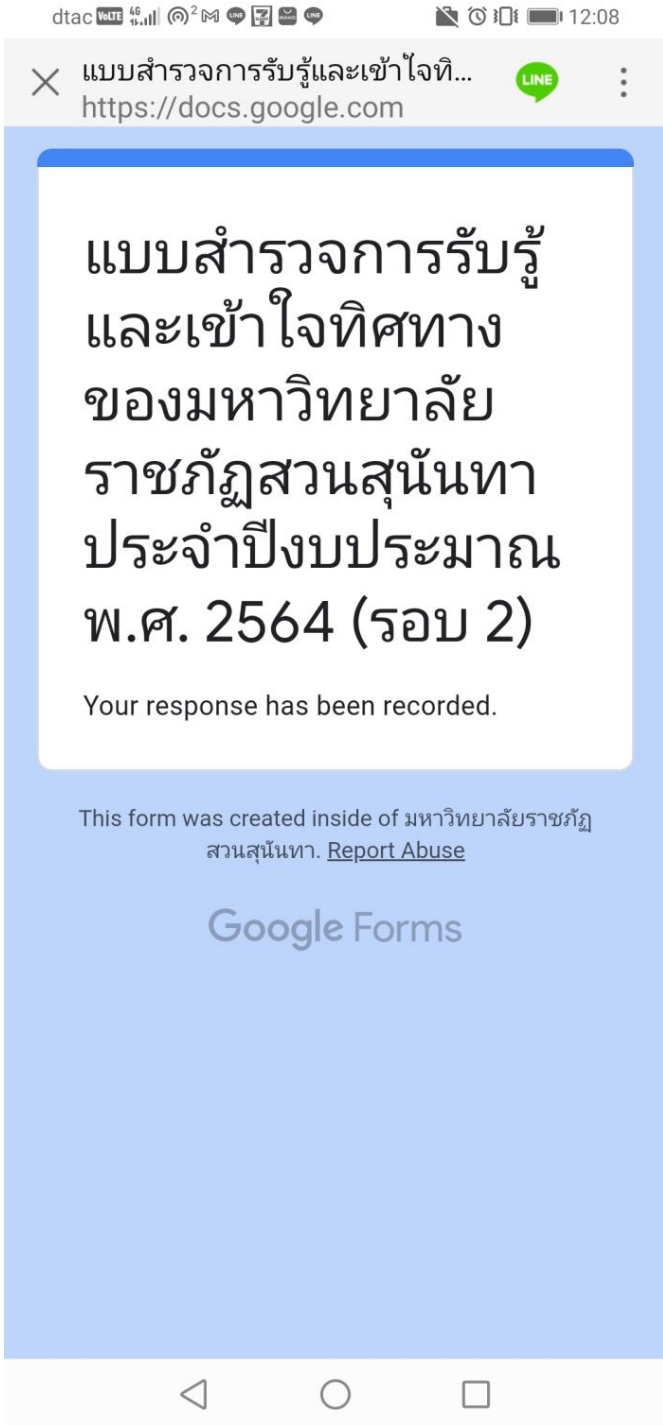 dtac VoLTE 4G 2 LINE LINE 12:08
แบบสำรวจการรับรู้และเข้าใจทิ...
LINE
https://docs.google.com
แบบสำรวจการรับรู้
และเข้าใจทิศทาง
ของมหาวิทยาลัย
ราชภัฏสวนสุนันทา
ประจำปีงบประมาณ
พ.ศ. 2564 (รอบ 2)
Your response has been recorded.
This form was created inside of มหาวิทยาลัยราชภัฏ
สวนสุนันทา. Report Abuse
Google Forms